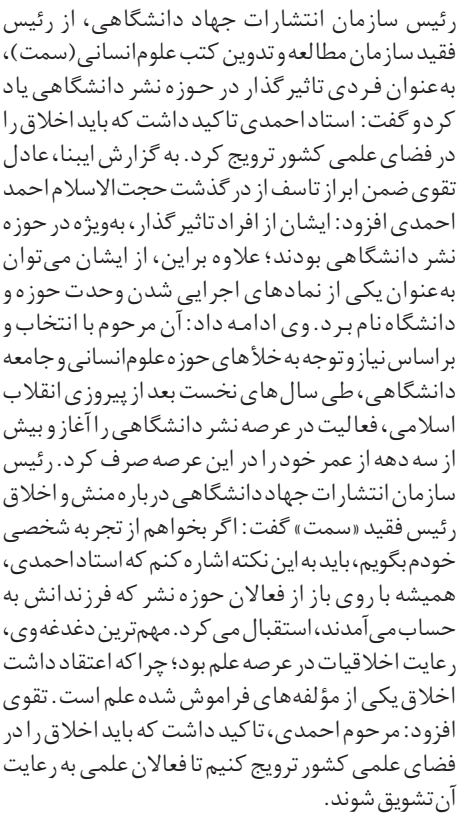 رئیس سازمان انتشارات جهاد دانشگاهی، از رئیس
فقید سازمان مطالعه و تدوین کتب علوم‌انسانی (سمت)،
به‌عنوان فردی تاثیرگذار در حوزه نشر دانشگاهی یاد
کرد و گفت: استاد احمدی تاکید داشت که باید اخلاق را
در فضای علمی کشور ترویج کرد. به گزارش ایبنا، عادل
تقوی ضمن ابراز تاسف از درگذشت حجت‌الاسلام احمد
احمدی افزود: ایشان از افراد تاثیرگذار، به‌ویژه در حوزه
نشر دانشگاهی بودند؛ علاوه براین، از ایشان می‌توان
به‌عنوان یکی از نمادهای اجرایی شدن وحدت حوزه و
دانشگاه نام برد. وی ادامه داد: آن مرحوم با انتخاب و
براساس نیاز و توجه به خلأهای حوزه علوم‌انسانی و جامعه
دانشگاهی، طی سال‌های نخست بعد از پیروزی انقلاب
اسلامی، فعالیت در عرصه نشر دانشگاهی را آغاز و بیش
از سه دهه از عمر خود را در این عرصه صرف کرد. رئیس
سازمان انتشارات جهاد دانشگاهی درباره منش و اخلاق
رئیس فقید «سمت» گفت: اگر بخواهم از تجربه شخصی
خودم بگویم، باید به این نکته اشاره کنم که استاد احمدی،
همیشه با روی باز از فعالان حوزه نشر که فرزندانش به
حساب می‌آمدند، استقبال می‌کرد. مهم‌ترین دغدغه وی،
رعایت اخلاقیات در عرصه علم بود؛ چراکه اعتقاد داشت
اخلاق یکی از مؤلفه‌های فراموش شده علم است. تقوی
افزود: مرحوم احمدی، تاکید داشت که باید اخلاق را در
فضای علمی کشور ترویج کنیم تا فعالان علمی به رعایت
آن تشویق شوند.